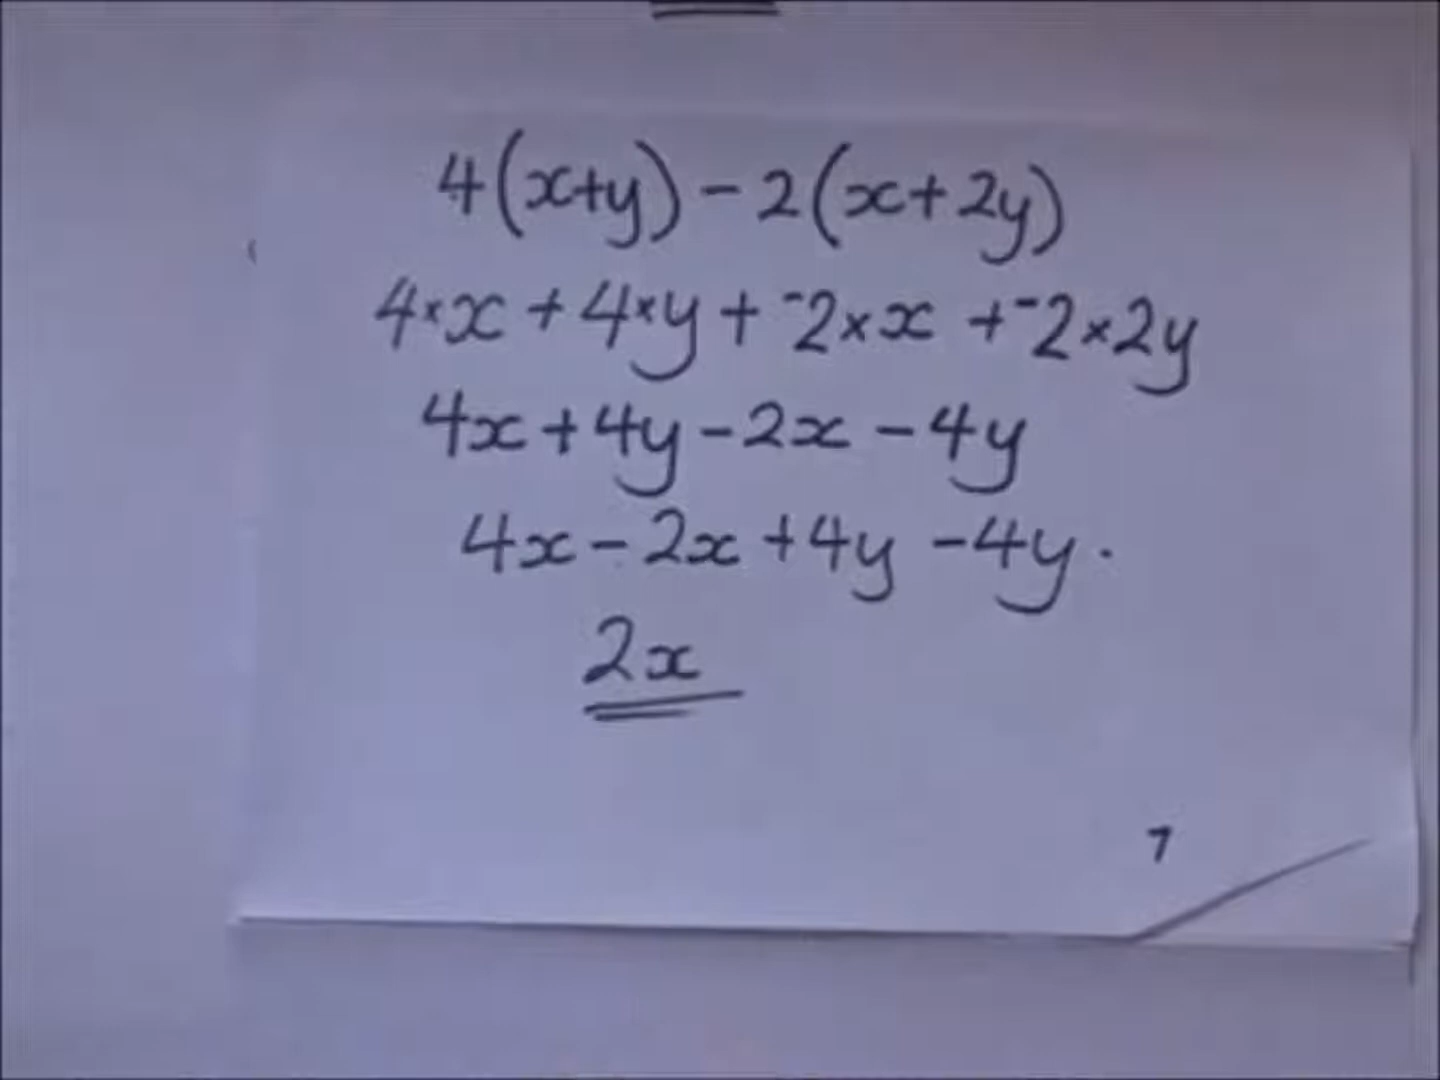 4(x+y) - 2(x+2y)
4×x + 4×y + ⁻2×x + ⁻2×2y
4x + 4y - 2x - 4y
4x - 2x + 4y - 4y.
2x
7